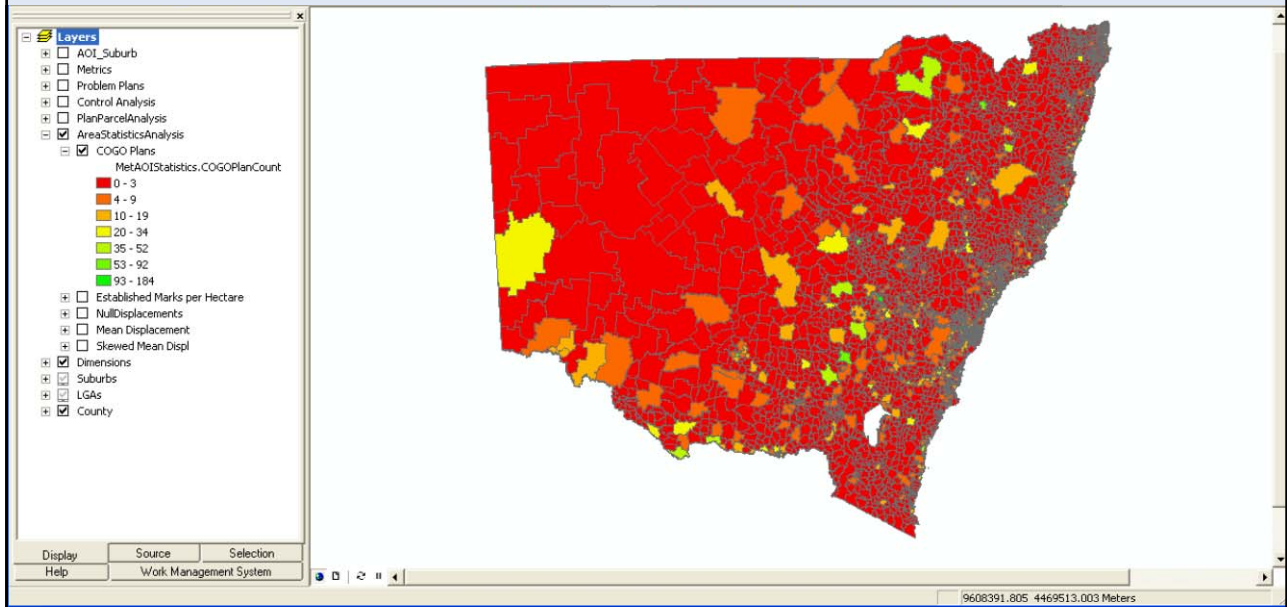 Layers
AOI_Suburb
Metrics
Problem Plans
Control Analysis
PlanParcelAnalysis
AreaStatisticsAnalysis
COGO Plans
MetAOIStatistics.COGOPlanCount
0 - 3
4 - 9
10 - 19
20 - 34
35 - 52
53 - 92
93 - 184
Established Marks per Hectare
NullDisplacements
Mean Displacement
Skewed Mean Displ
Dimensions
Suburbs
LGAs
County
Display Source Selection
Help Work Management System
9608391.805 4469513.003 Meters